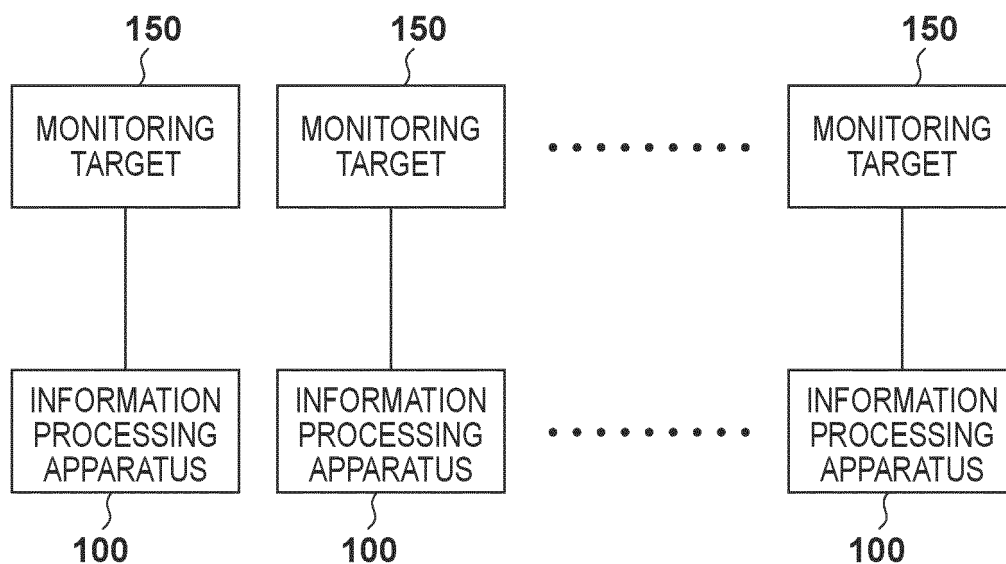 150 150 150
MONITORING TARGET
MONITORING TARGET
MONITORING TARGET
INFORMATION PROCESSING APPARATUS
INFORMATION PROCESSING APPARATUS
INFORMATION PROCESSING APPARATUS
100 100 100